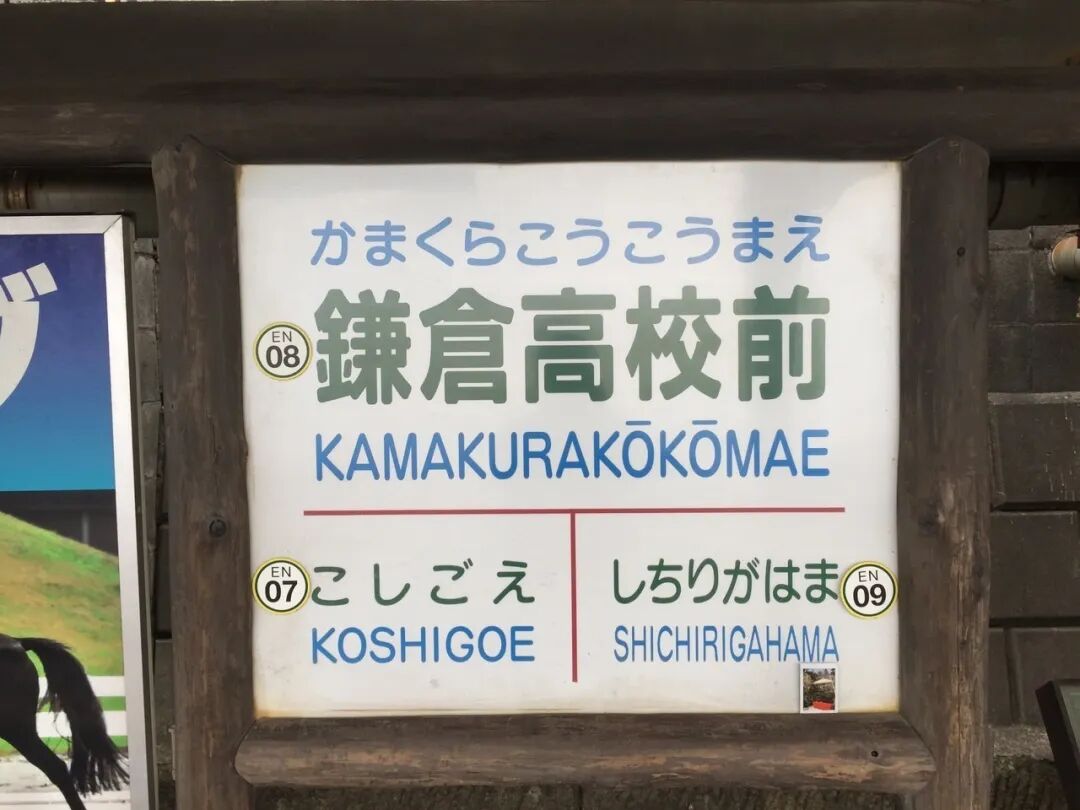 かまくらこうこうまえ
EN 08 鎌倉高校前
KAMAKURAKŌKŌMAE
EN 07 こしごえ
KOSHIGOE
しちりがはま EN 09
SHICHIRIGAHAMA